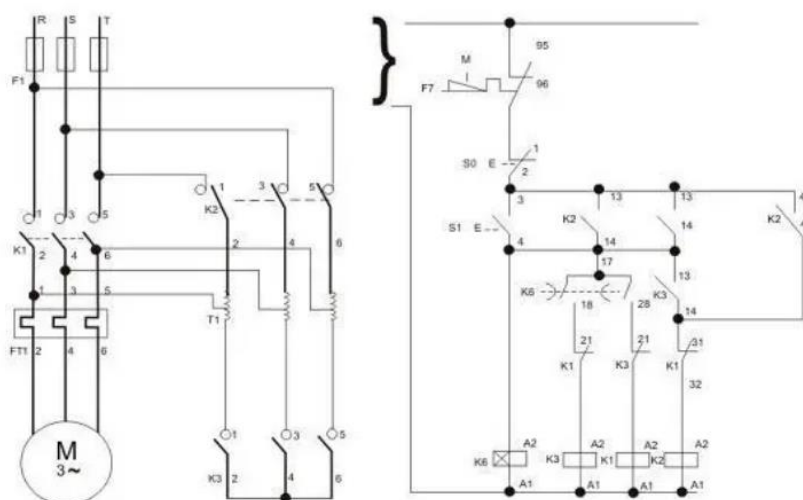 R S T
F1
1 3 5
K2
2 4 6
1 3 5
K1
2 4 6
1 3 5
T1
FT1
2 4 6
M
3~
1 3 5
K3
2 4 6
95
M
F7
96
1
S0 E
2
3 13 13 4
S1 E
K2
K2
4 14 14
17
K6
18 28
13
K3
14
21 21 31
K1 K3 K1
32
A2 A2 A2 A2
K6 K3 K1 K2
A1 A1 A1 A1